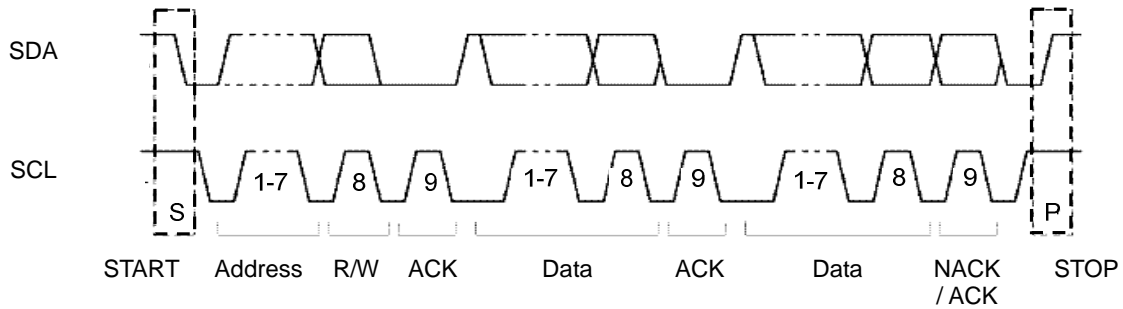 SDA
SCL
1-7 8 9 1-7 8 9 1-7 8 9
S P
START Address R/W ACK Data ACK Data NACK / ACK STOP